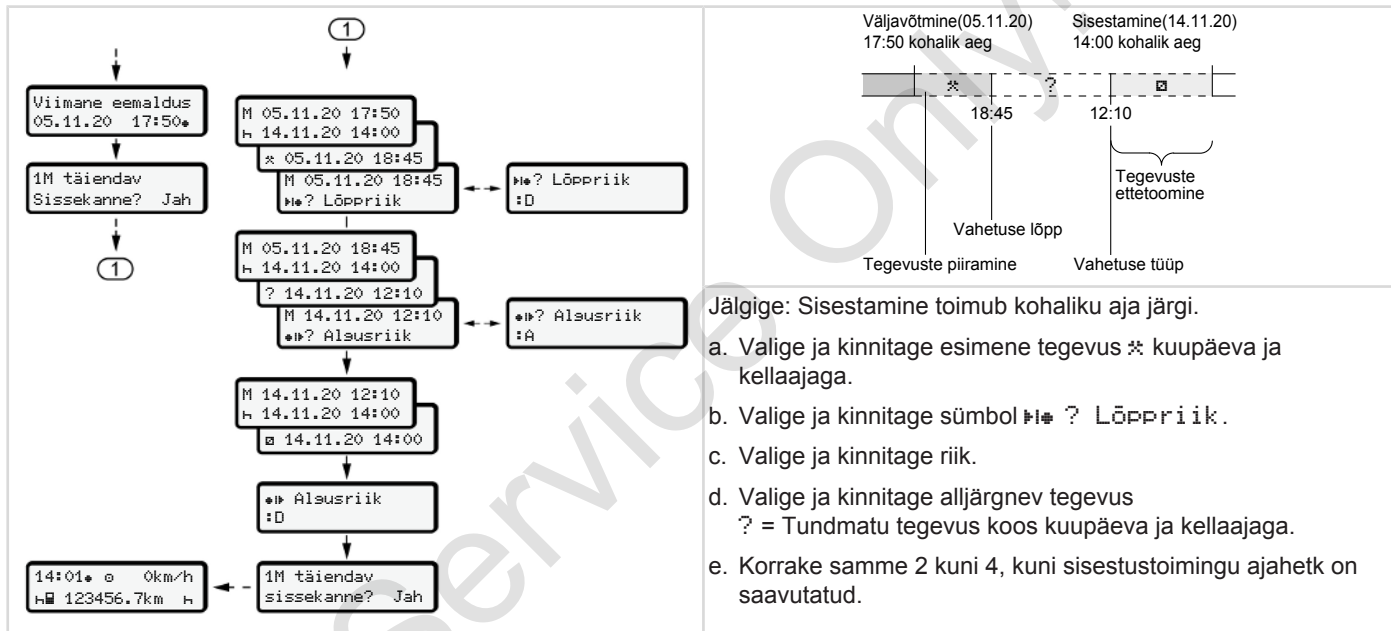 1
Viimane eemaldus
05.11.20 17:50
1M täiendav
Sissekanne? Jah
1
M 05.11.20 17:50
14.11.20 14:00
05.11.20 18:45
M 05.11.20 18:45
? Lõppriik
? Lõppriik
:D
M 05.11.20 18:45
14.11.20 14:00
? 14.11.20 12:10
M 14.11.20 12:10
? Algusriik
? Algusriik
:A
M 14.11.20 12:10
14.11.20 14:00
14.11.20 14:00
Algusriik
:D
1M täiendav
sissekanne? Jah
14:01 0km/h
123456.7km
Väljavõtmine(05.11.20)
17:50 kohalik aeg
Sisestamine(14.11.20)
14:00 kohalik aeg
?
18:45
12:10
Tegevuste
ettetoomine
Vahetuse lõpp
Tegevuste piiramine
Vahetuse tüüp
Jälgige: Sisestamine toimub kohaliku aja järgi.
a. Valige ja kinnitage esimene tegevus kuupäeva ja
kellaajaga.
b. Valige ja kinnitage sümbol ? Lõppriik.
c. Valige ja kinnitage riik.
d. Valige ja kinnitage alljärgnev tegevus
? = Tundmatu tegevus koos kuupäeva ja kellaajaga.
e. Korrake samme 2 kuni 4, kuni sisestustoimingu ajahetk on
saavutatud.
Service Only